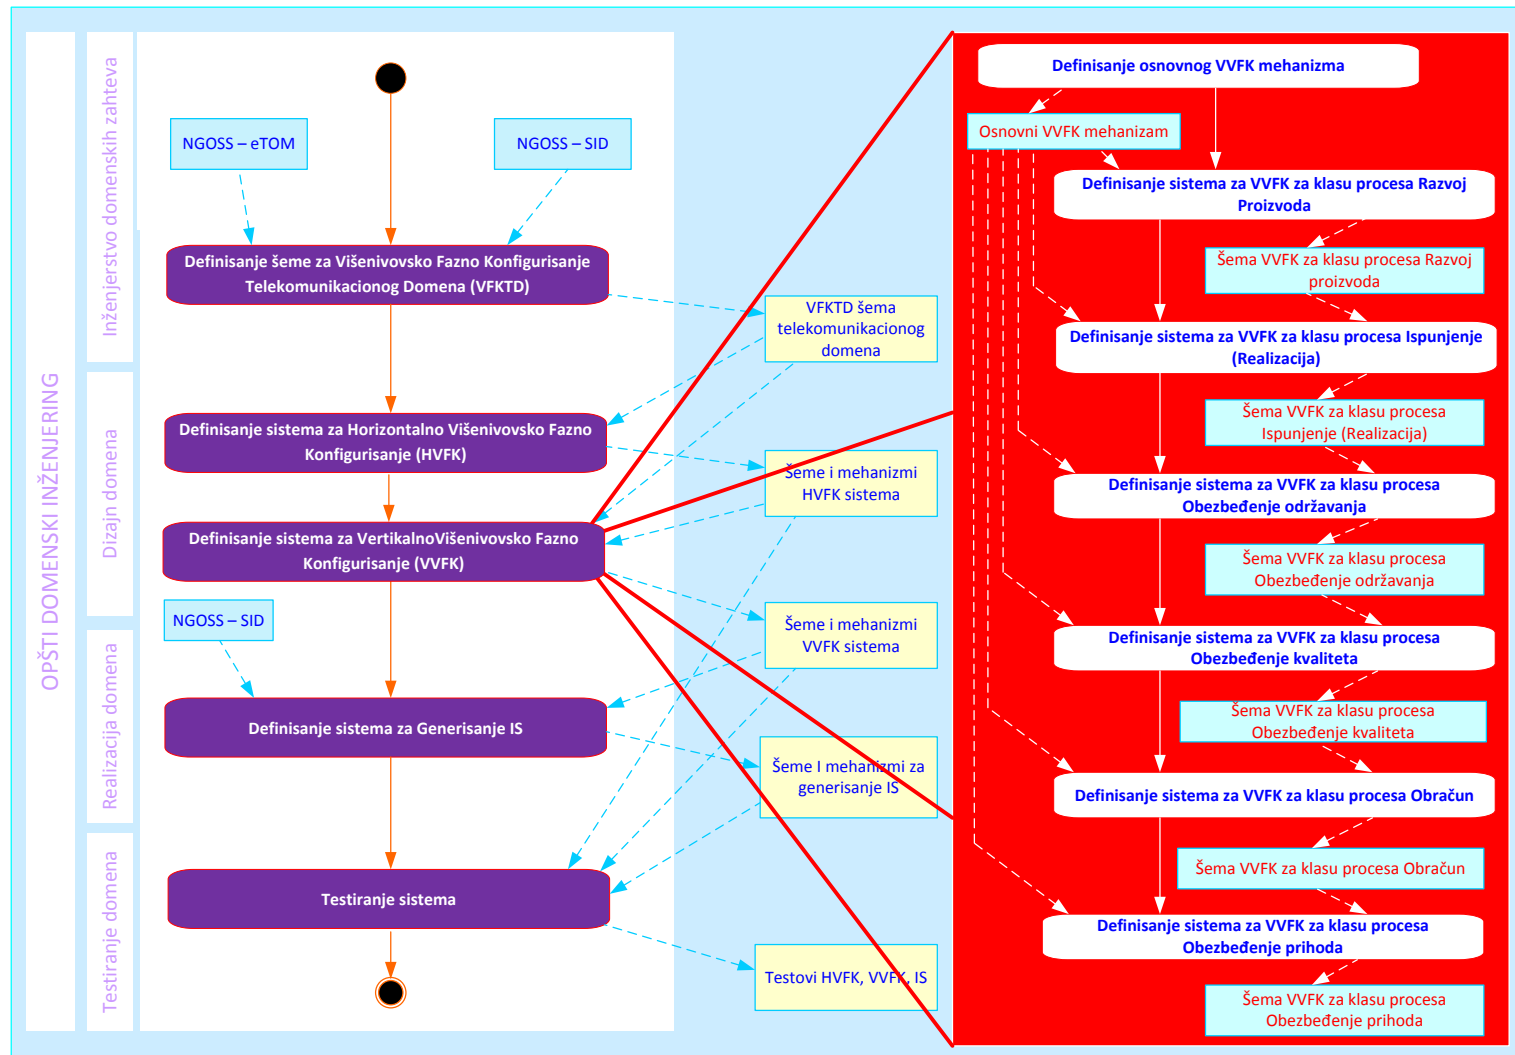 OPŠTI DOMENSKI INŽENJERING
Inženjerstvo domenskih zahteva
Dizajn domena
Realizacija domena
Testiranje domena
NGOSS – eTOM
NGOSS – SID
Definisanje šeme za Višenivovsko Fazno Konfigurisanje
Telekomunikacionog Domena (VFKTD)
VFKTD šema
telekomunikacionog
domena
Definisanje sistema za Horizontalno Višenivovsko Fazno
Konfigurisanje (HVFK)
Šeme i mehanizmi
HVFK sistema
Definisanje sistema za VertikalnoVišenivovsko Fazno
Konfigurisanje (VVFK)
NGOSS – SID
Šeme i mehanizmi
VVFK sistema
Definisanje sistema za Generisanje IS
Šeme I mehanizmi za
generisanje IS
Testiranje sistema
Testovi HVFK, VVFK, IS
Definisanje osnovnog VVFK mehanizma
Osnovni VVFK mehanizam
Definisanje sistema za VVFK za klasu procesa Razvoj
Proizvoda
Šema VVFK za klasu procesa Razvoj
proizvoda
Definisanje sistema za VVFK za klasu procesa Ispunjenje
(Realizacija)
Šema VVFK za klasu procesa
Ispunjenje (Realizacija)
Definisanje sistema za VVFK za klasu procesa
Obezbeđenje održavanja
Šema VVFK za klasu procesa
Obezbeđenje održavanja
Definisanje sistema za VVFK za klasu procesa
Obezbeđenje kvaliteta
Šema VVFK za klasu procesa
Obezbeđenje kvaliteta
Definisanje sistema za VVFK za klasu procesa Obračun
Šema VVFK za klasu procesa Obračun
Definisanje sistema za VVFK za klasu procesa
Obezbeđenje prihoda
Šema VVFK za klasu procesa
Obezbeđenje prihoda